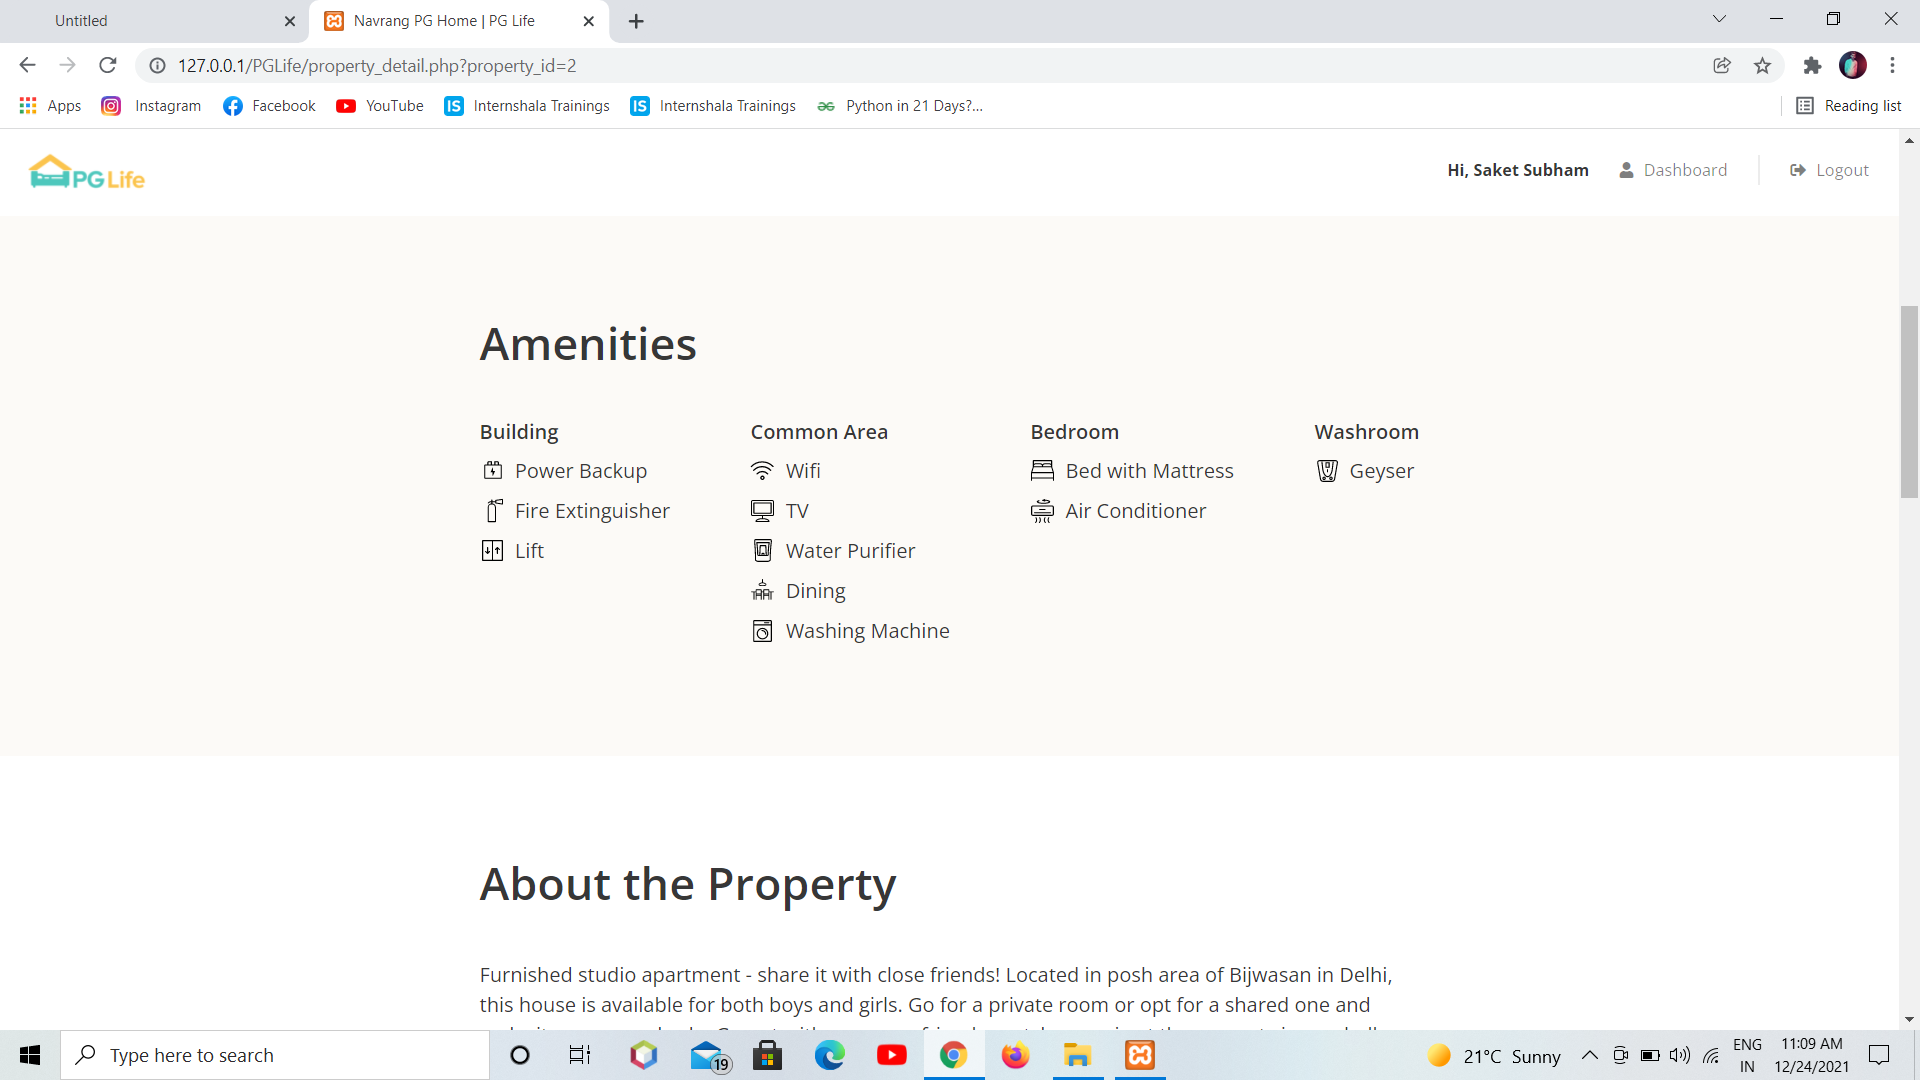 Untitled
Navrang PG Home | PG Life
127.0.0.1/PGLife/property_detail.php?property_id=2
Apps Instagram Facebook YouTube IS Internshala Trainings IS Internshala Trainings Python in 21 Days?... Reading list
PG Life
Hi, Saket Subham Dashboard Logout
Amenities
Building
Power Backup
Fire Extinguisher
Lift
Common Area
Wifi
TV
Water Purifier
Dining
Washing Machine
Bedroom
Bed with Mattress
Air Conditioner
Washroom
Geyser
About the Property
Furnished studio apartment - share it with close friends! Located in posh area of Bijwasan in Delhi,
this house is available for both boys and girls. Go for a private room or opt for a shared one and
Type here to search
19
21°C Sunny
ENG
IN
11:09 AM
12/24/2021